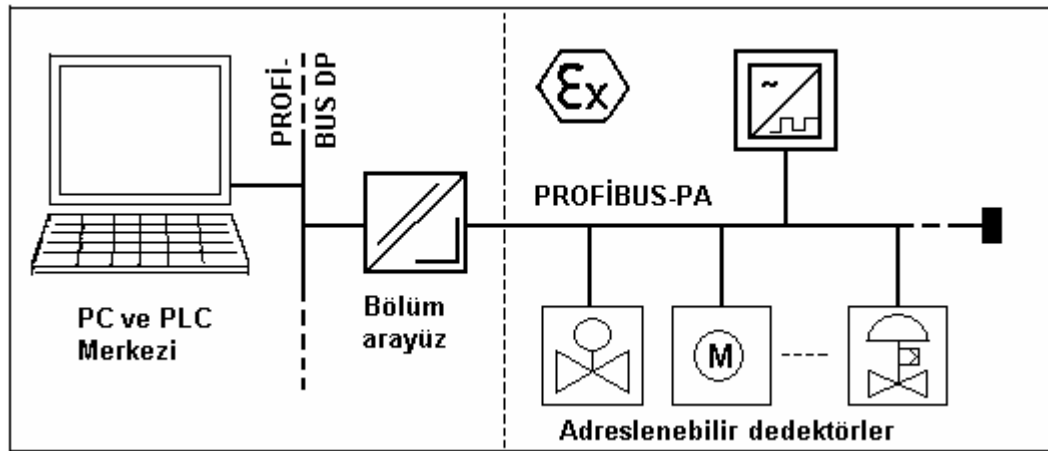 PROFİ-
BUS DP
Ex
PROFİBUS-PA
PC ve PLC
Merkezi
Bölüm
arayüz
M
Adreslenebilir dedektörler